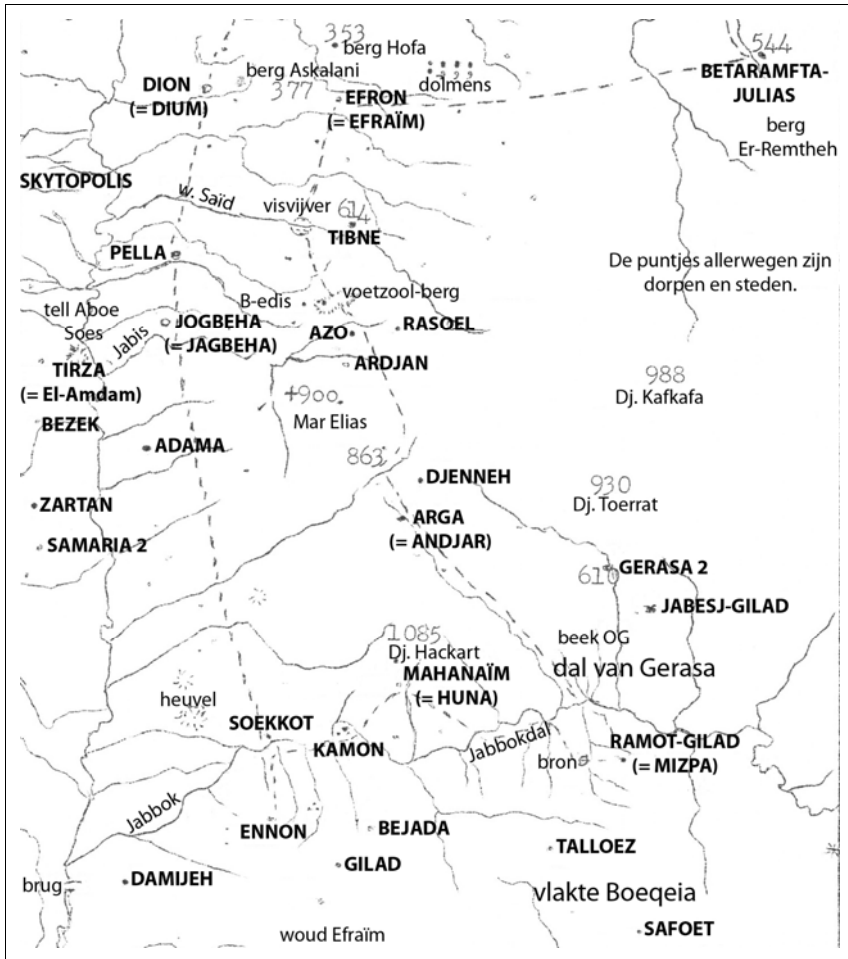 353
berg Hofa
544
berg Askalani
DION
(= DIUM)
377
dolmens
BETARAMFTA-
JULIAS
EFRON
(= EFRAÏM)
berg
Er-Remtheh
SKYTOPOLIS
w. Saïd
visvijver
614
TIBNE
PELLA
De puntjes allerwegen zijn
dorpen en steden.
B-edis
voetzool-berg
tell Aboe
Soes
Jabis
JOGBEHA
(= JAGBEHA)
AZO
RASOEL
TIRZA
(= El-Amdam)
ARDJAN
988
Dj. Kafkafa
+900
Mar Elias
BEZEK
ADAMA
863
DJENNEH
930
Dj. Toerrat
ZARTAN
ARGA
(= ANDJAR)
SAMARIA 2
GERASA 2
610
JABESJ-GILAD
1085
Dj. Hackart
beek OG
dal van Gerasa
MAHANAÏM
(= HUNA)
heuvel
SOEKKOT
KAMON
Jabbokdal
RAMOT-GILAD
(= MIZPA)
bron
Jabbok
ENNON
BEJADA
TALLOEZ
GILAD
brug
DAMIJEH
vlakte Boeqeia
woud Efraïm
SAFOET